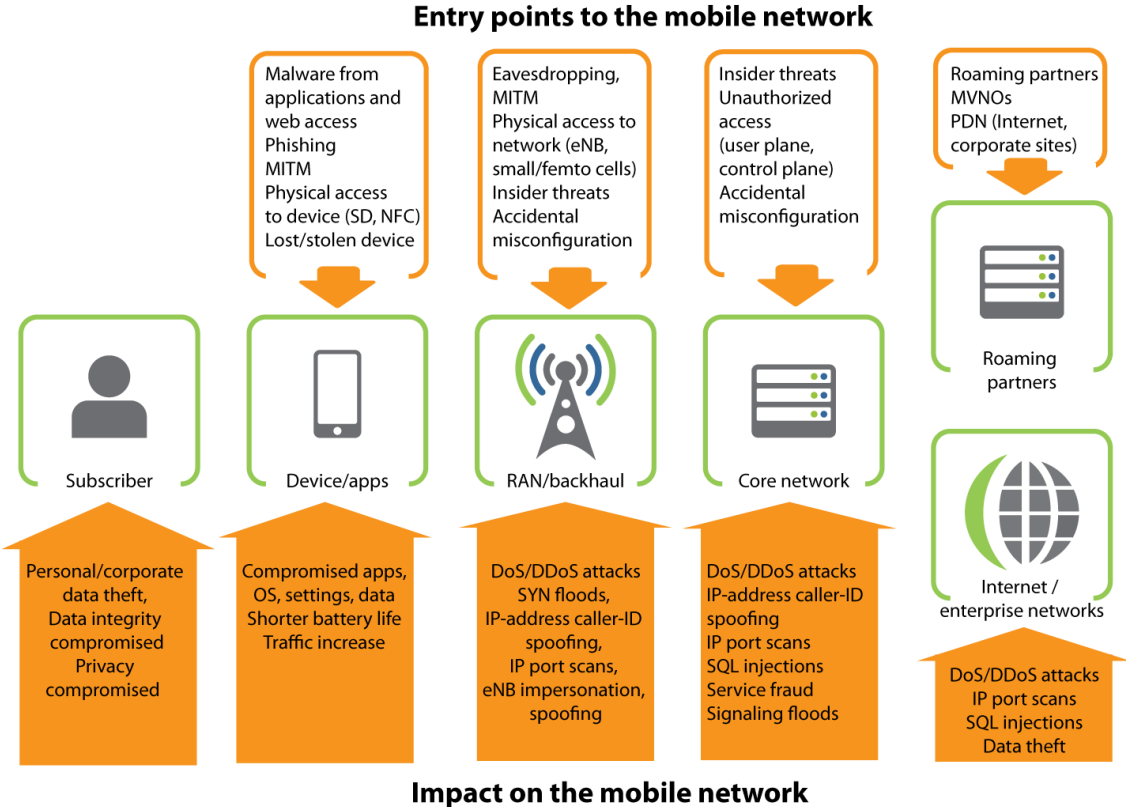 Entry points to the mobile network
Malware from
applications and
web access
Phishing
MITM
Physical access
to device (SD, NFC)
Lost/stolen device
Eavesdropping,
MITM
Physical access to
network (eNB,
small/femto cells)
Insider threats
Accidental
misconfiguration
Insider threats
Unauthorized
access
(user plane,
control plane)
Accidental
misconfiguration
Roaming partners
MVNOs
PDN (Internet,
corporate sites)
Subscriber
Device/apps
RAN/backhaul
Core network
Roaming
partners
Internet /
enterprise networks
Personal/corporate
data theft,
Data integrity
compromised
Privacy
compromised
Compromised apps,
OS, settings, data
Shorter battery life
Traffic increase
DoS/DDoS attacks
SYN floods,
IP-address caller-ID
spoofing,
IP port scans,
eNB impersonation,
spoofing
DoS/DDoS attacks
IP-address caller-ID
spoofing
IP port scans
SQL injections
Service fraud
Signaling floods
DoS/DDoS attacks
IP port scans
SQL injections
Data theft
Impact on the mobile network